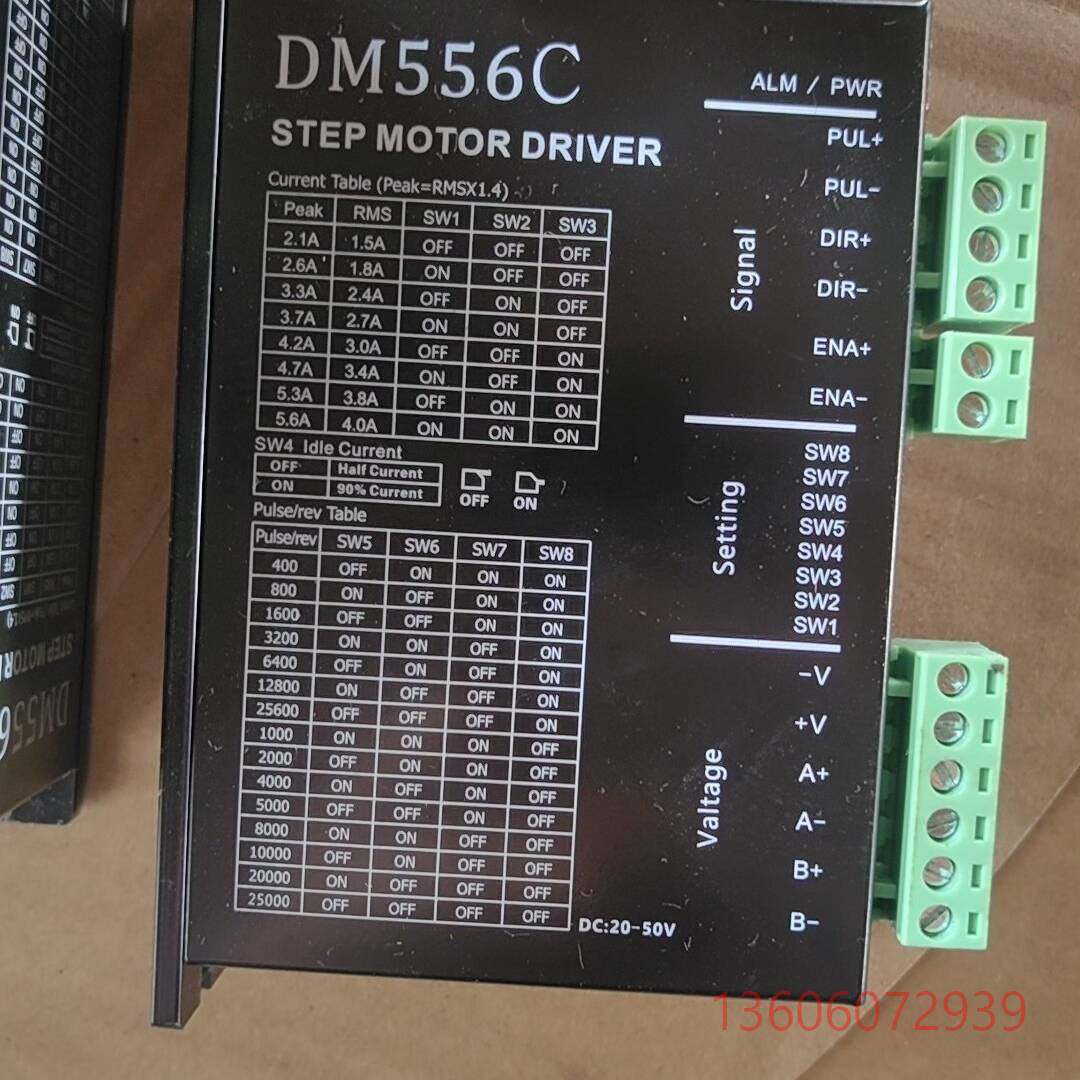 DM556C
STEP MOTOR DRIVER
Current Table (Peak=RMSX1.4)
Peak RMS SW1 SW2 SW3
2.1A 1.5A OFF OFF OFF
2.6A 1.8A ON OFF OFF
3.3A 2.4A OFF ON OFF
3.7A 2.7A ON ON OFF
4.2A 3.0A OFF OFF ON
4.7A 3.4A ON OFF ON
5.3A 3.8A OFF ON ON
5.6A 4.0A ON ON ON
SW4 Idle Current
OFF Half Current
ON 90% Current
OFF ON
Pulse/rev Table
Pulse/rev SW5 SW6 SW7 SW8
400 OFF ON ON ON
800 ON OFF ON ON
1600 OFF OFF ON ON
3200 ON ON OFF ON
6400 OFF ON OFF ON
12800 ON OFF OFF ON
25600 OFF OFF OFF ON
1000 ON ON ON OFF
2000 OFF ON ON OFF
4000 ON OFF ON OFF
5000 OFF OFF ON OFF
8000 ON ON OFF OFF
10000 OFF ON OFF OFF
20000 ON OFF OFF OFF
25000 OFF OFF OFF OFF
DC:20-50V
ALM / PWR
Signal
PUL+
PUL-
DIR+
DIR-
ENA+
ENA-
Setting
SW8
SW7
SW6
SW5
SW4
SW3
SW2
SW1
Valtage
-V
+V
A+
A-
B+
B-
DM556
STEP MOTOR
13606072939